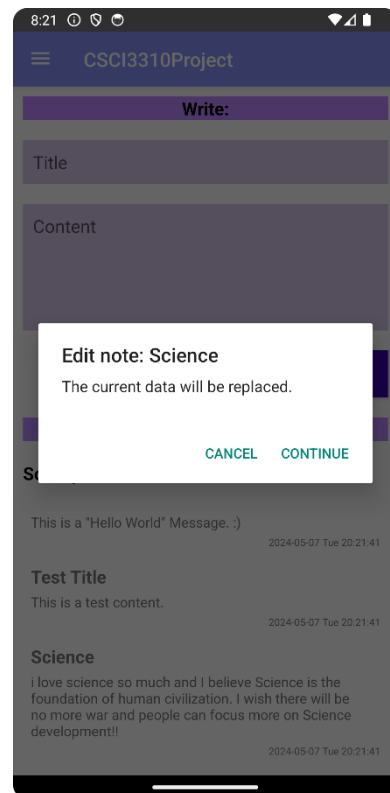 8:21
CSCI3310Project
Write:
Title
Content
Edit note: Science
The current data will be replaced.
CANCEL CONTINUE
This is a "Hello World" Message. :)
2024-05-07 Tue 20:21:41
Test Title
This is a test content.
2024-05-07 Tue 20:21:41
Science
i love science so much and I believe Science is the
foundation of human civilization. I wish there will be
no more war and people can focus more on Science
development!!
2024-05-07 Tue 20:21:41